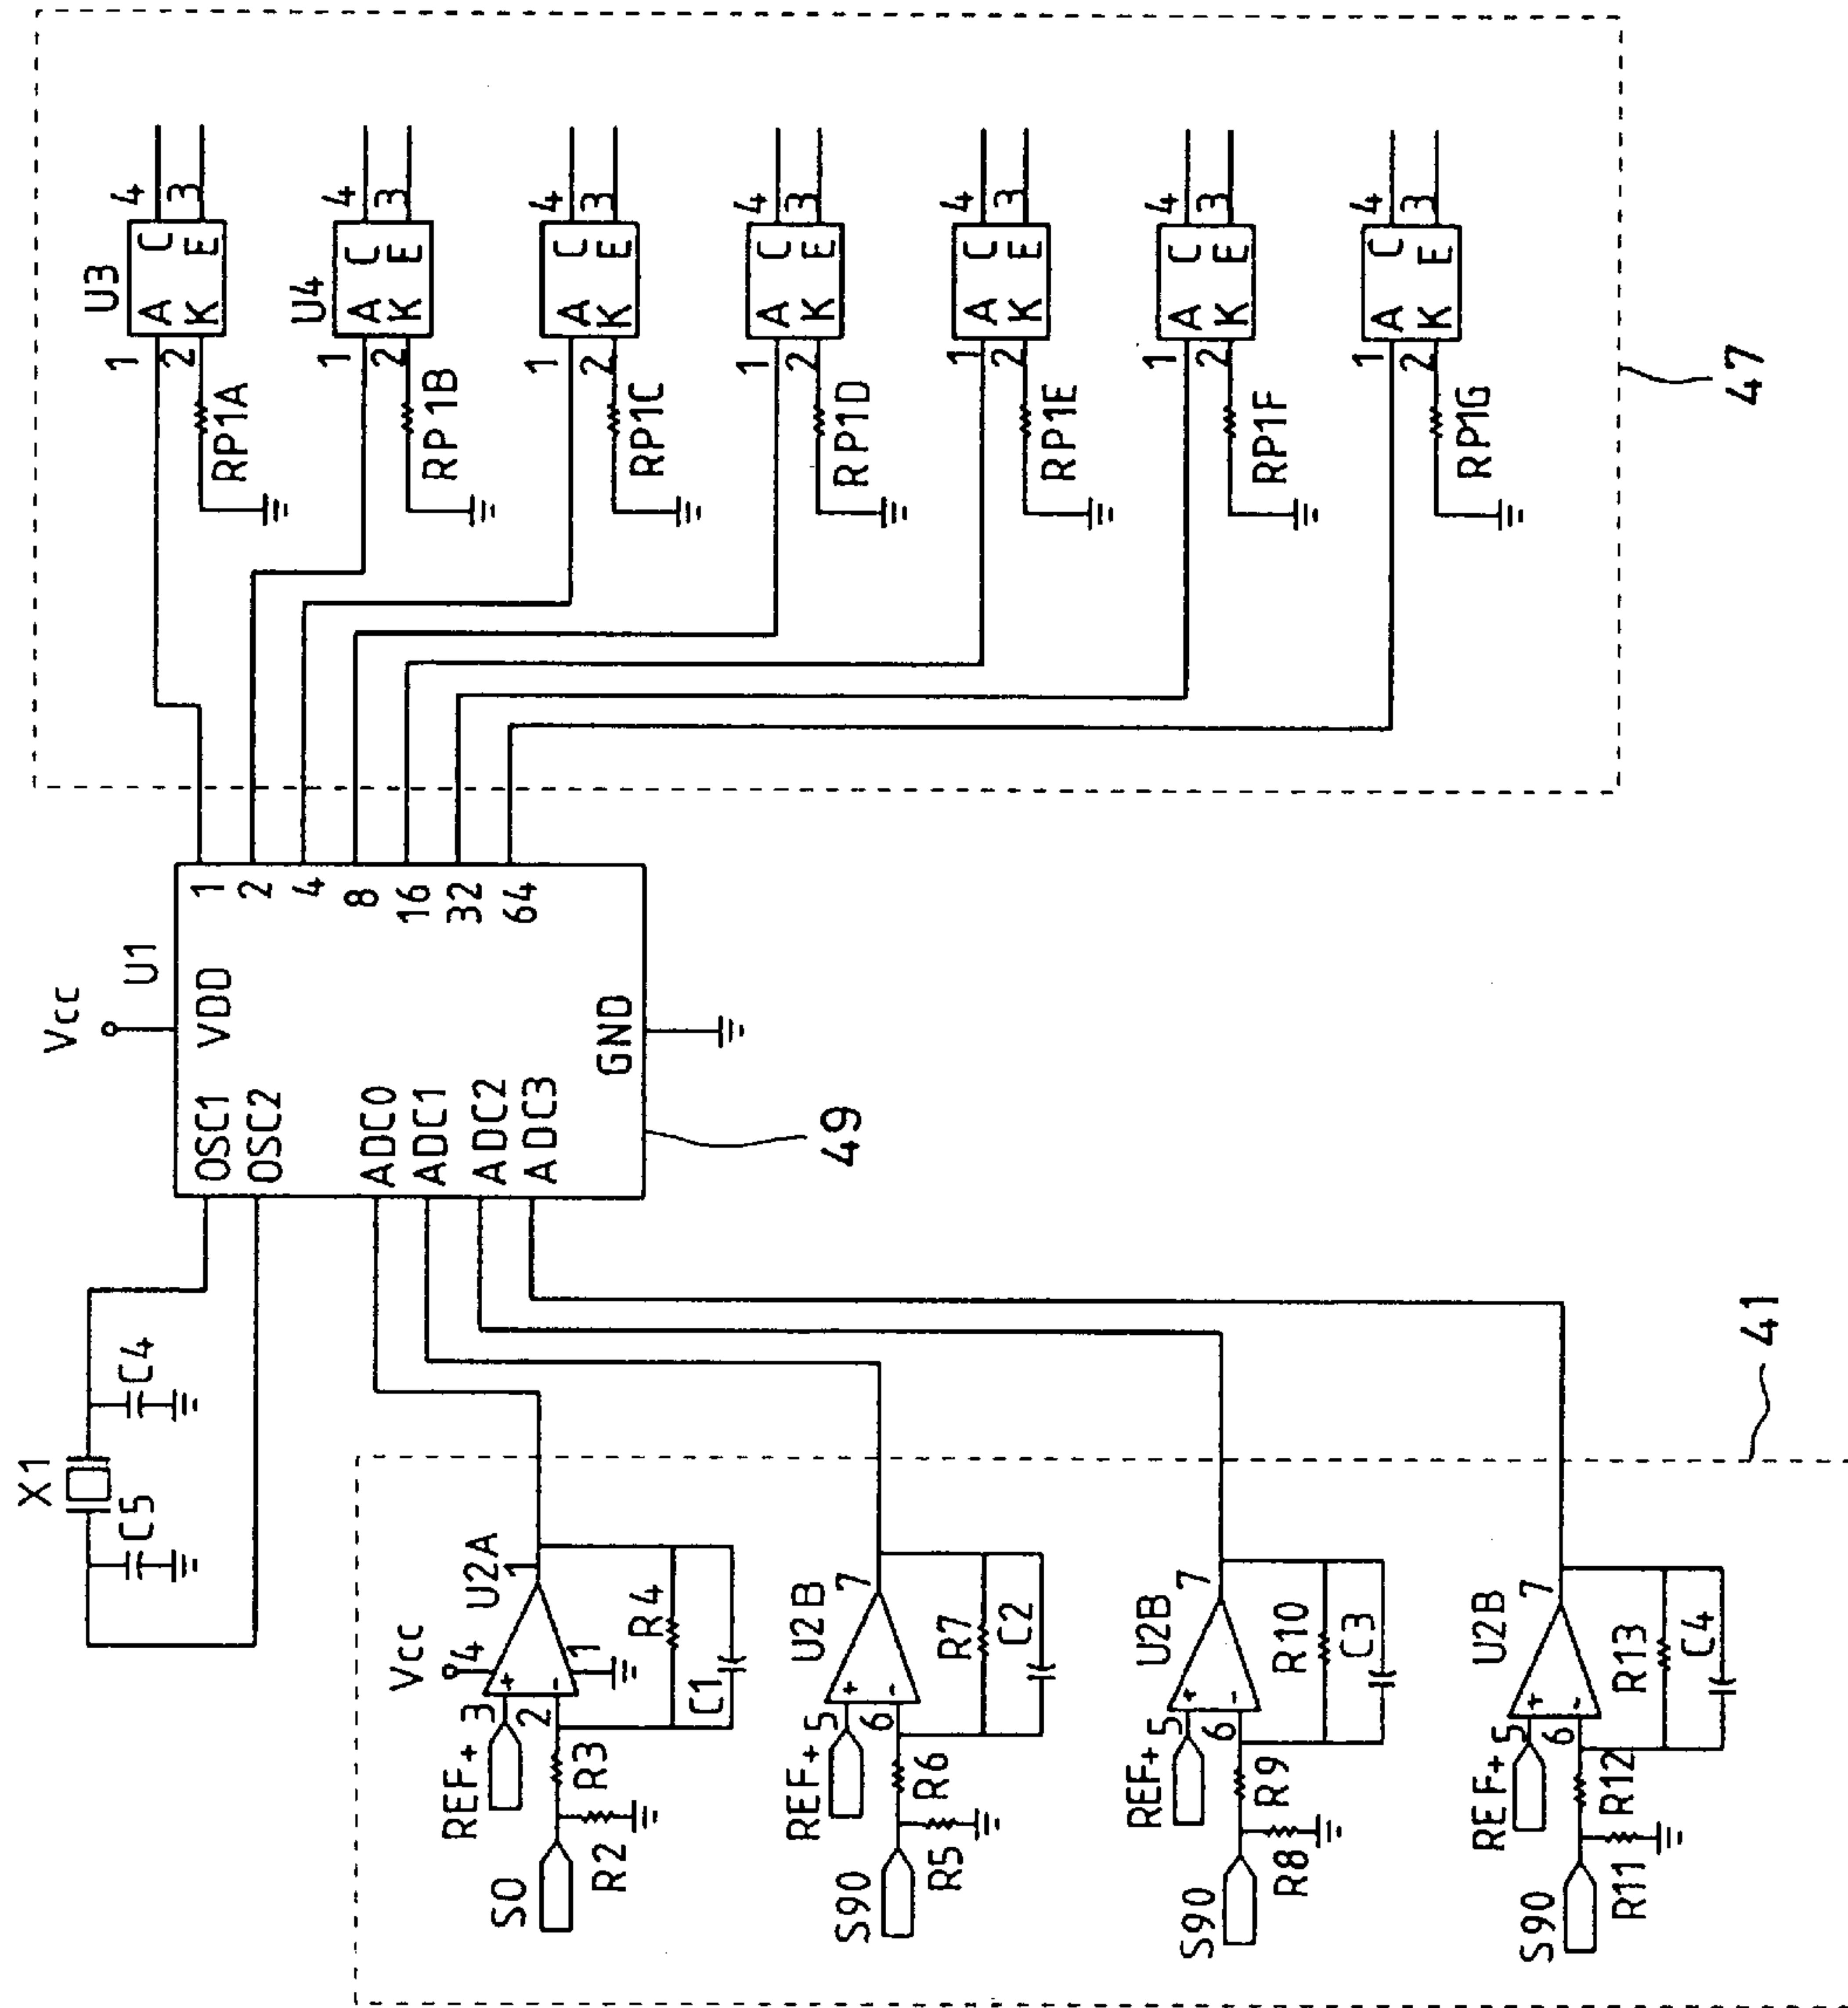 X1
C5
C4
Vcc
U1
OSC1
OSC2
VDD
ADC0
ADC1
ADC2
ADC3
GND
1
2
4
8
16
32
64
49
Vcc
4
U2A
REF+
3
+
2
-
1
1
S0
R2
R3
R4
C1
U2B
REF+
5
+
6
-
7
S90
R5
R6
R7
C2
U2B
REF+
5
+
6
-
7
S90
R8
R9
R10
C3
U2B
REF+
5
+
6
-
7
S90
R11
R12
R13
C4
41
U3
1
A C
4
2
K E
3
RP1A
U4
1
A C
4
2
K E
3
RP1B
1
A C
4
2
K E
3
RP1C
1
A C
4
2
K E
3
RP1D
1
A C
4
2
K E
3
RP1E
1
A C
4
2
K E
3
RP1F
1
A C
4
2
K E
3
RP1G
47